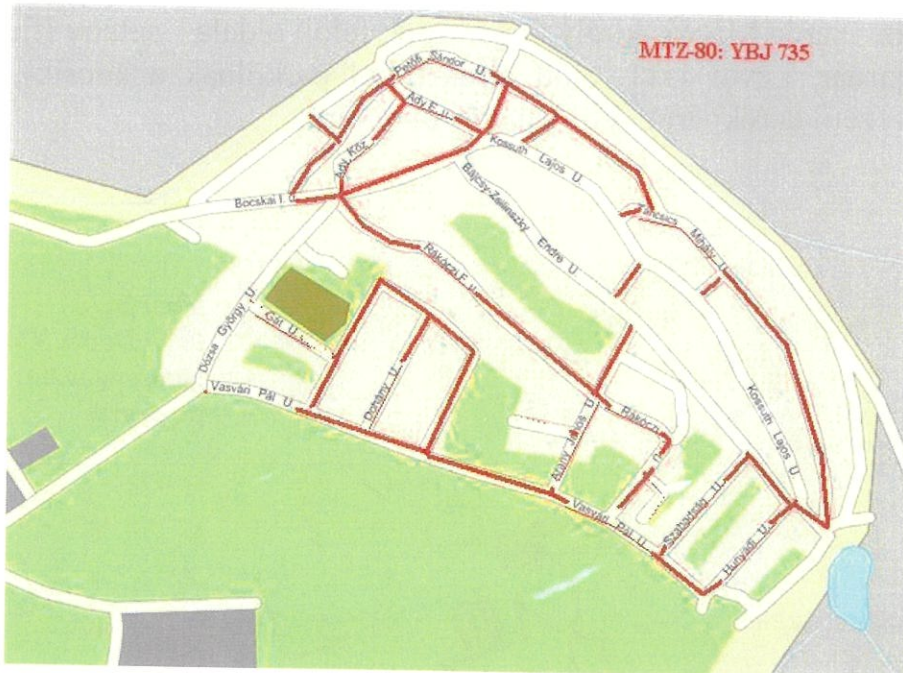 MTZ-80: YBJ 735
Petőfi Sándor U.
Ady E. u.
Ady Köz
Kossuth Lajos U.
Bocskai I. u.
Bajcsy-Zsilinszky Endre U.
Táncsics Mihály U.
Rákóczi F. u.
Dózsa György U.
Gát U.
Vasvári Pál U.
Dohány U.
Kossuth Lajos U.
Arany János U.
Rákóczi U.
Vasvári Pál U.
Szabadság U.
Hunyadi U.